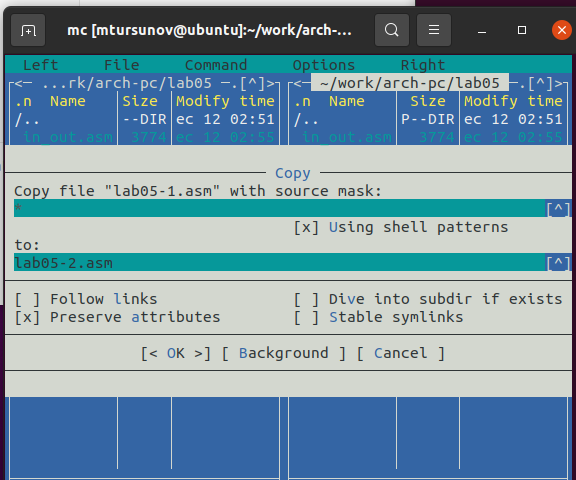 mc [mtursunov@ubuntu]:~/work/arch-...
Left File Command Options Right
<─ ...rk/arch-pc/lab05 ─.[^]> <─ ~/work/arch-pc/lab05 ─.[^]>
.n Name Size Modify time .n Name Size Modify time
/.. --DIR ec 12 02:51 /.. P--DIR ec 12 02:51
in_out.asm 3774 ec 12 02:55 in_out.asm 3774 ec 12 02:55
Copy
Copy file "lab05-1.asm" with source mask:
* [^]
[x] Using shell patterns
to:
lab05-2.asm [^]
[ ] Follow links [ ] Dive into subdir if exists
[x] Preserve attributes [ ] Stable symlinks
[< OK >] [ Background ] [ Cancel ]